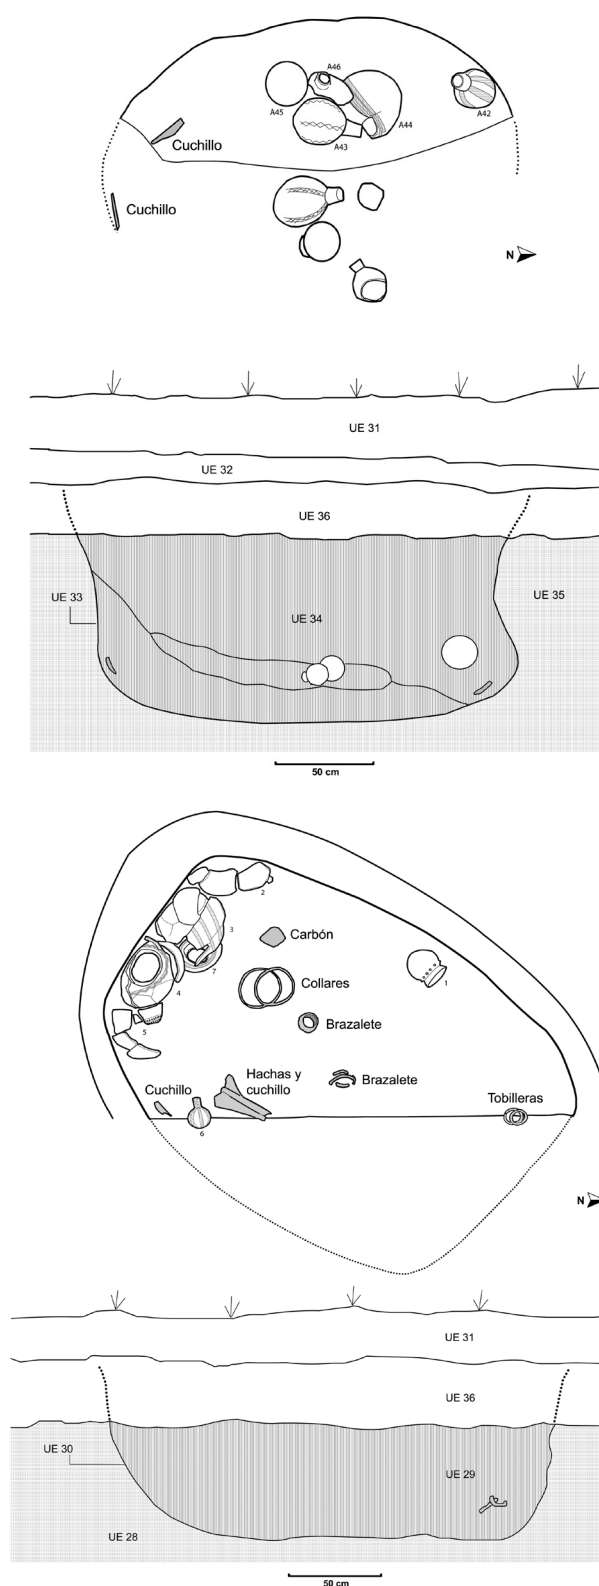 A46
A45
A43
A44
A42
Cuchillo
Cuchillo
N
UE 31
UE 32
UE 36
UE 33
UE 34
UE 35
50 cm
2
3
7
4
5
1
Carbón
Collares
Brazalete
Hachas y
cuchillo
Brazalete
Cuchillo
6
Tobilleras
N
UE 31
UE 36
UE 30
UE 29
UE 28
50 cm